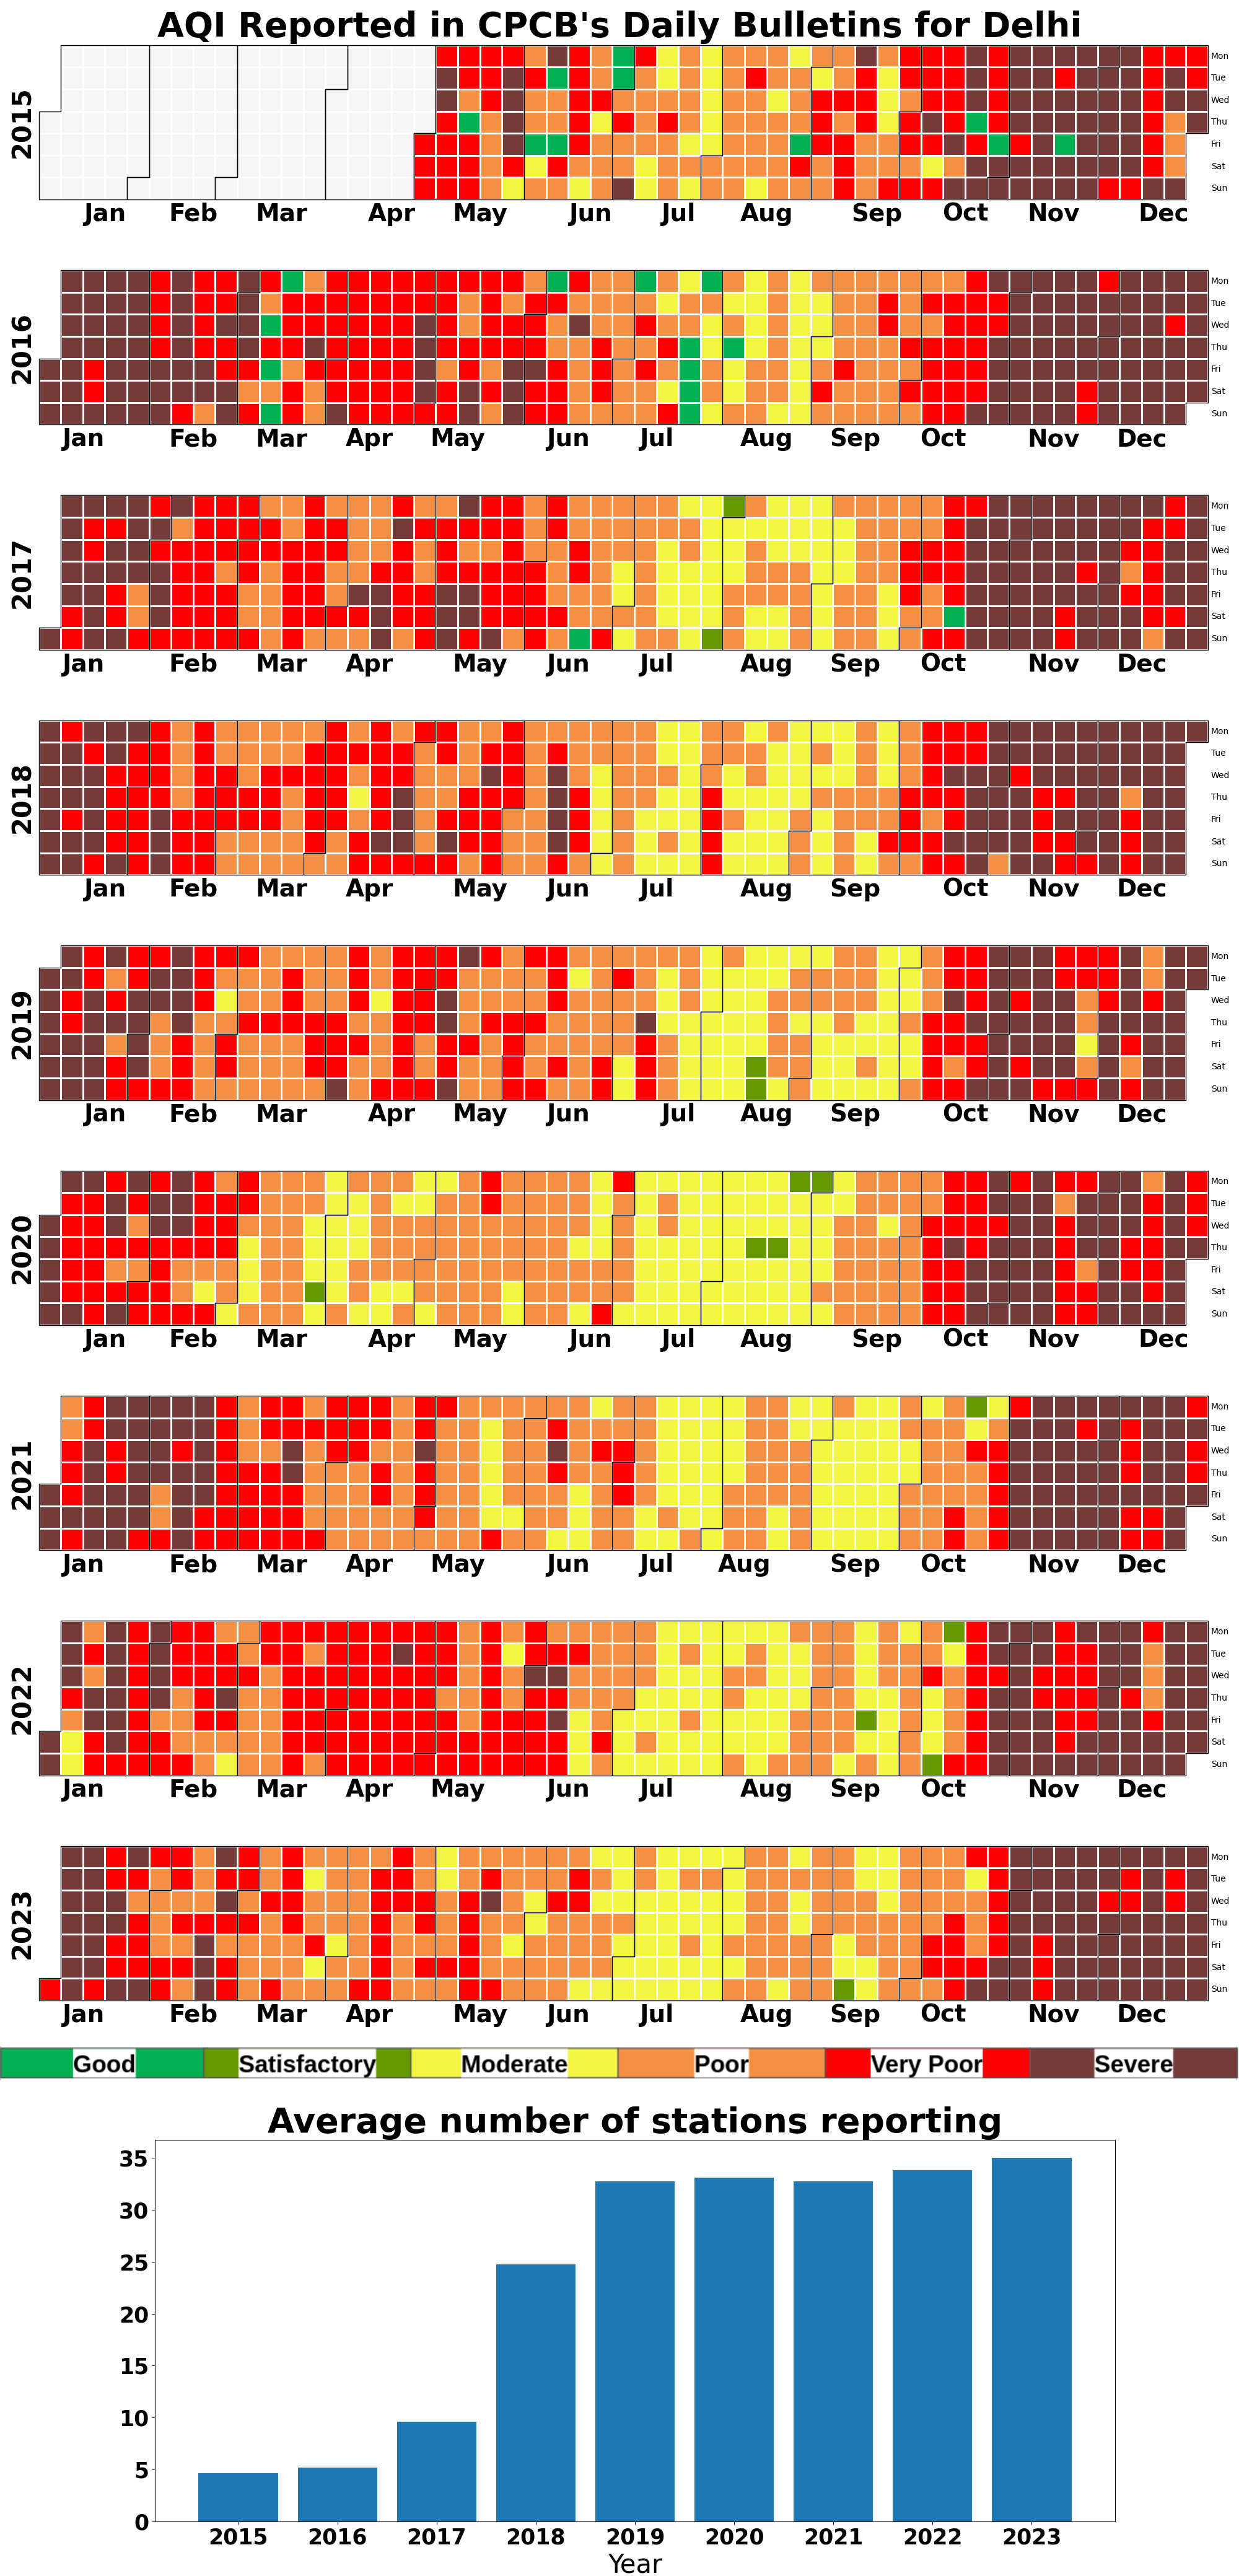 AQI Reported in CPCB's Daily Bulletins for Delhi
2015
Mon
Tue
Wed
Thu
Fri
Sat
Sun
Jan Feb Mar Apr May Jun Jul Aug Sep Oct Nov Dec
2016
Mon
Tue
Wed
Thu
Fri
Sat
Sun
Jan Feb Mar Apr May Jun Jul Aug Sep Oct Nov Dec
2017
Mon
Tue
Wed
Thu
Fri
Sat
Sun
Jan Feb Mar Apr May Jun Jul Aug Sep Oct Nov Dec
2018
Mon
Tue
Wed
Thu
Fri
Sat
Sun
Jan Feb Mar Apr May Jun Jul Aug Sep Oct Nov Dec
2019
Mon
Tue
Wed
Thu
Fri
Sat
Sun
Jan Feb Mar Apr May Jun Jul Aug Sep Oct Nov Dec
2020
Mon
Tue
Wed
Thu
Fri
Sat
Sun
Jan Feb Mar Apr May Jun Jul Aug Sep Oct Nov Dec
2021
Mon
Tue
Wed
Thu
Fri
Sat
Sun
Jan Feb Mar Apr May Jun Jul Aug Sep Oct Nov Dec
2022
Mon
Tue
Wed
Thu
Fri
Sat
Sun
Jan Feb Mar Apr May Jun Jul Aug Sep Oct Nov Dec
2023
Mon
Tue
Wed
Thu
Fri
Sat
Sun
Jan Feb Mar Apr May Jun Jul Aug Sep Oct Nov Dec
Good Satisfactory Moderate Poor Very Poor Severe
Average number of stations reporting
35
30
25
20
15
10
5
0
2015 2016 2017 2018 2019 2020 2021 2022 2023
Year